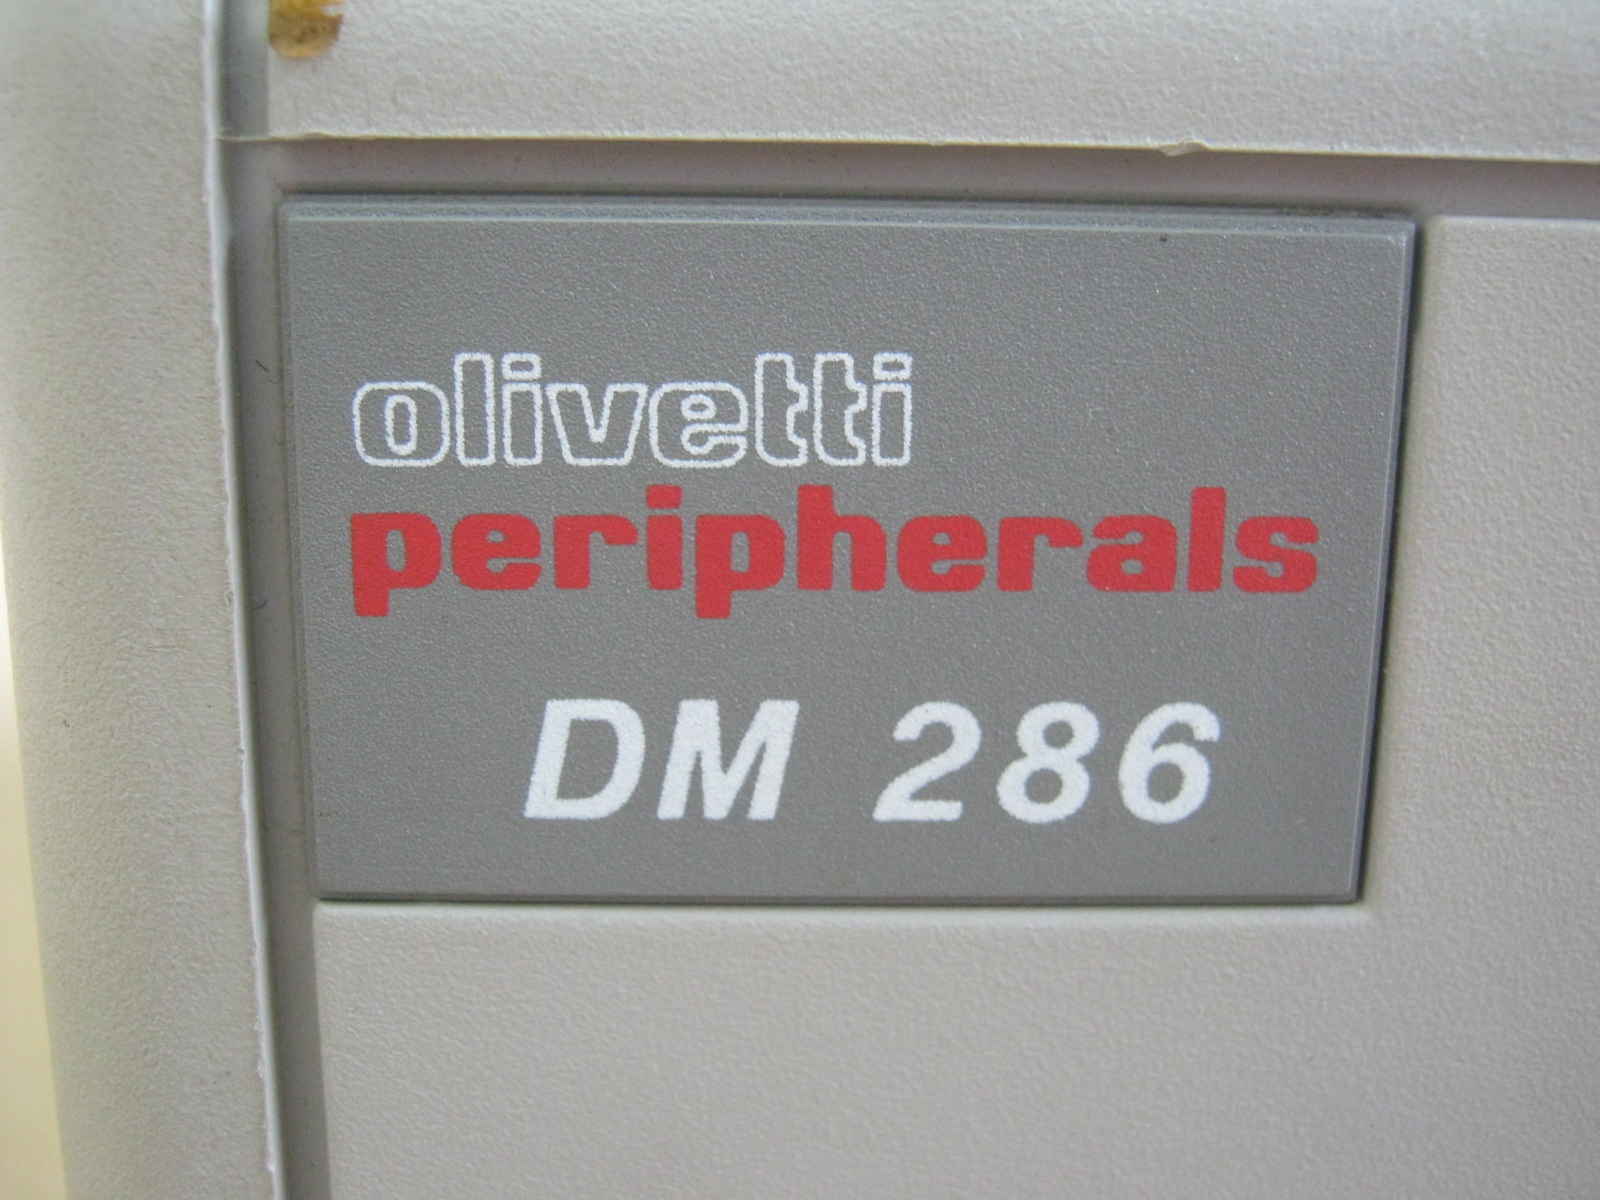 olivetti
peripherals
DM 286